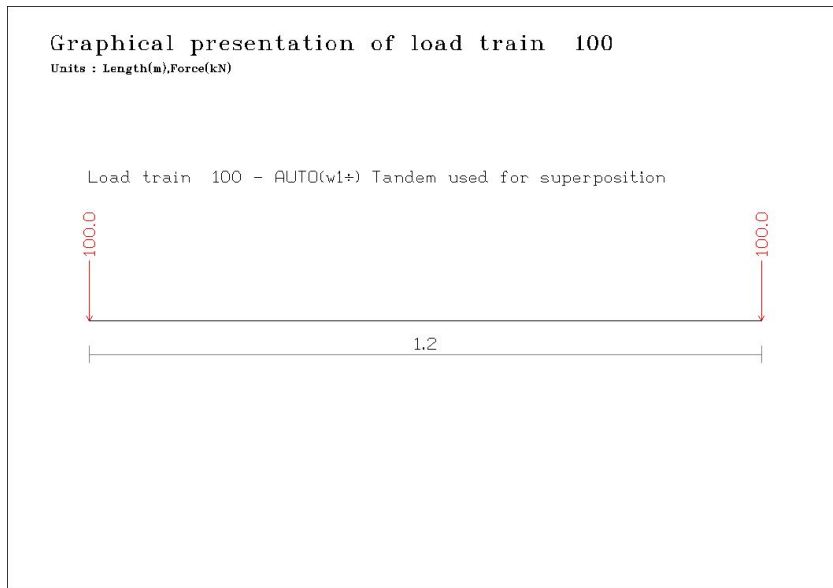 Graphical presentation of load train 100
Units : Length(m),Force(kN)
Load train 100 - AUTO(w1÷) Tandem used for superposition
100.0
100.0
1.2